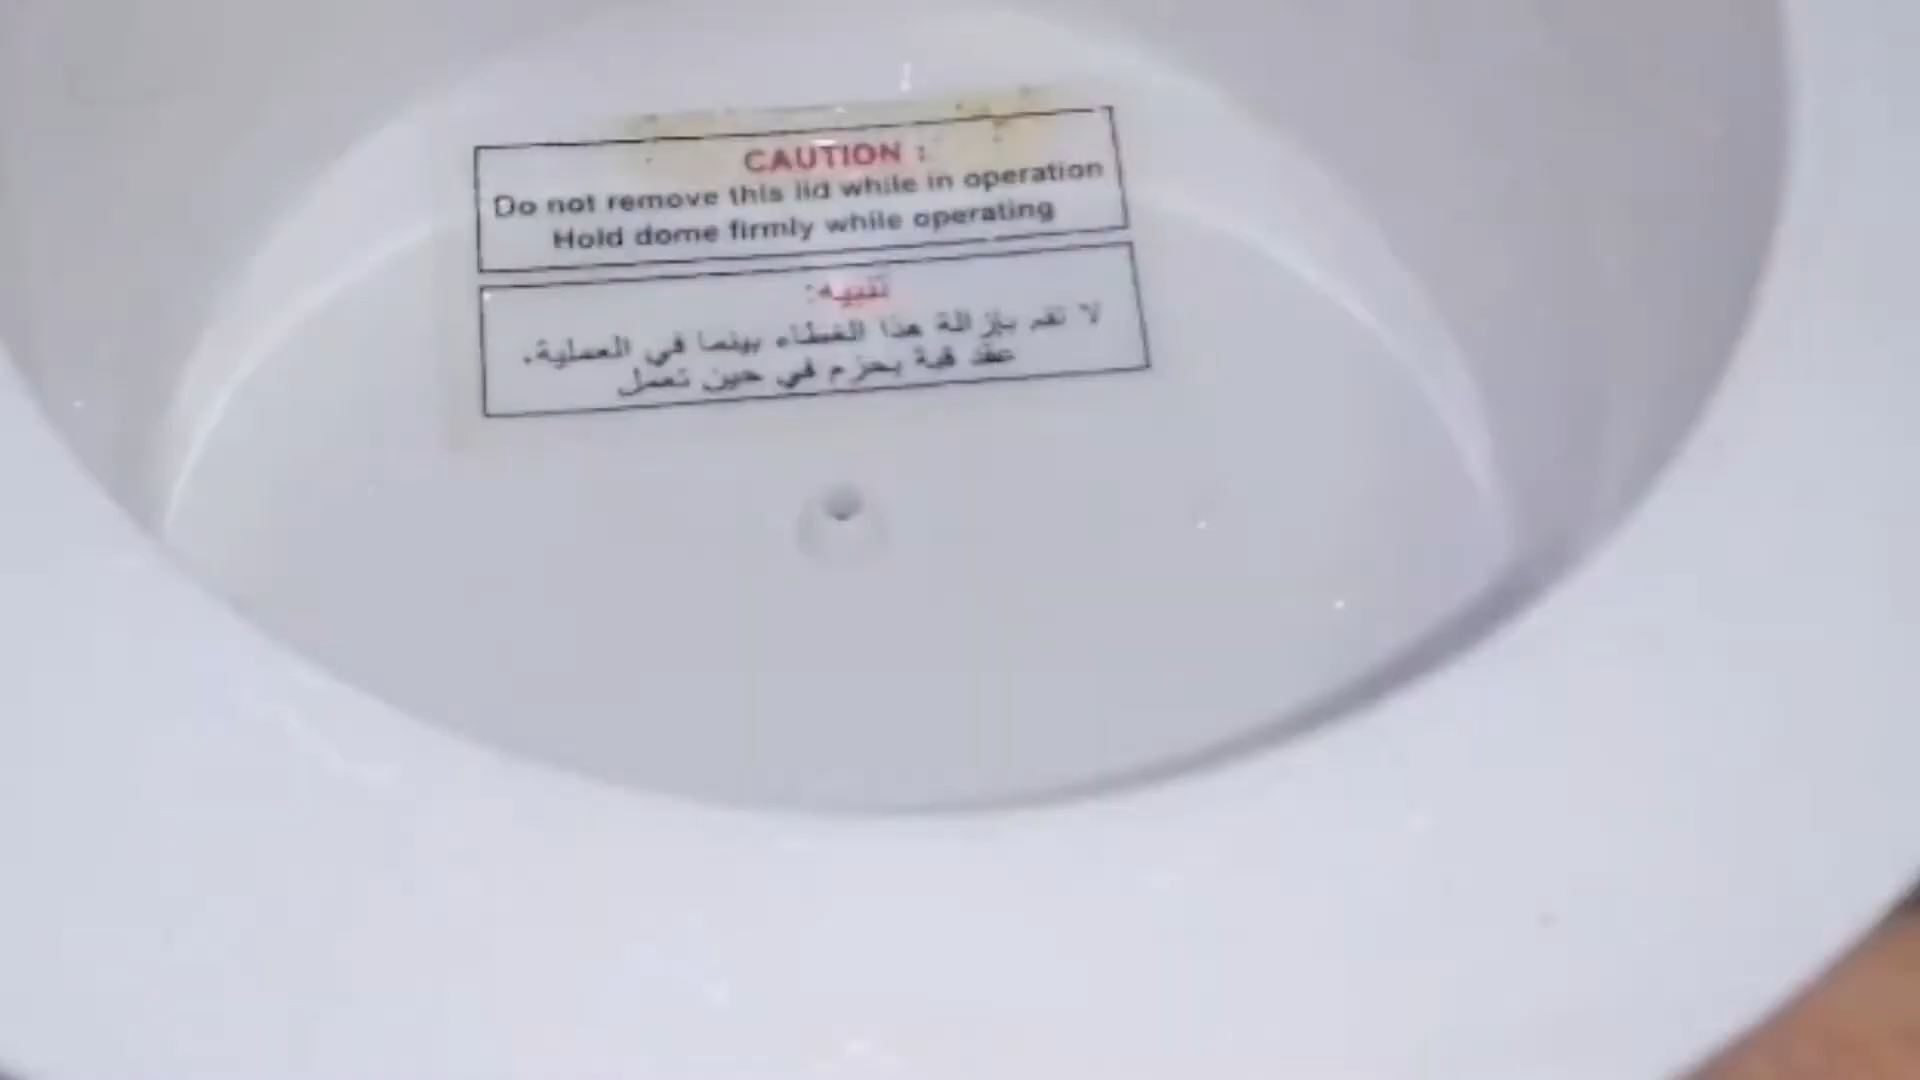 CAUTION :
Do not remove this lid while in operation
Hold dome firmly while operating
تنبيه:
لا تقم بإزالة هذا الغطاء بينما في العملية.
عقد قبة بحزم في حين تعمل